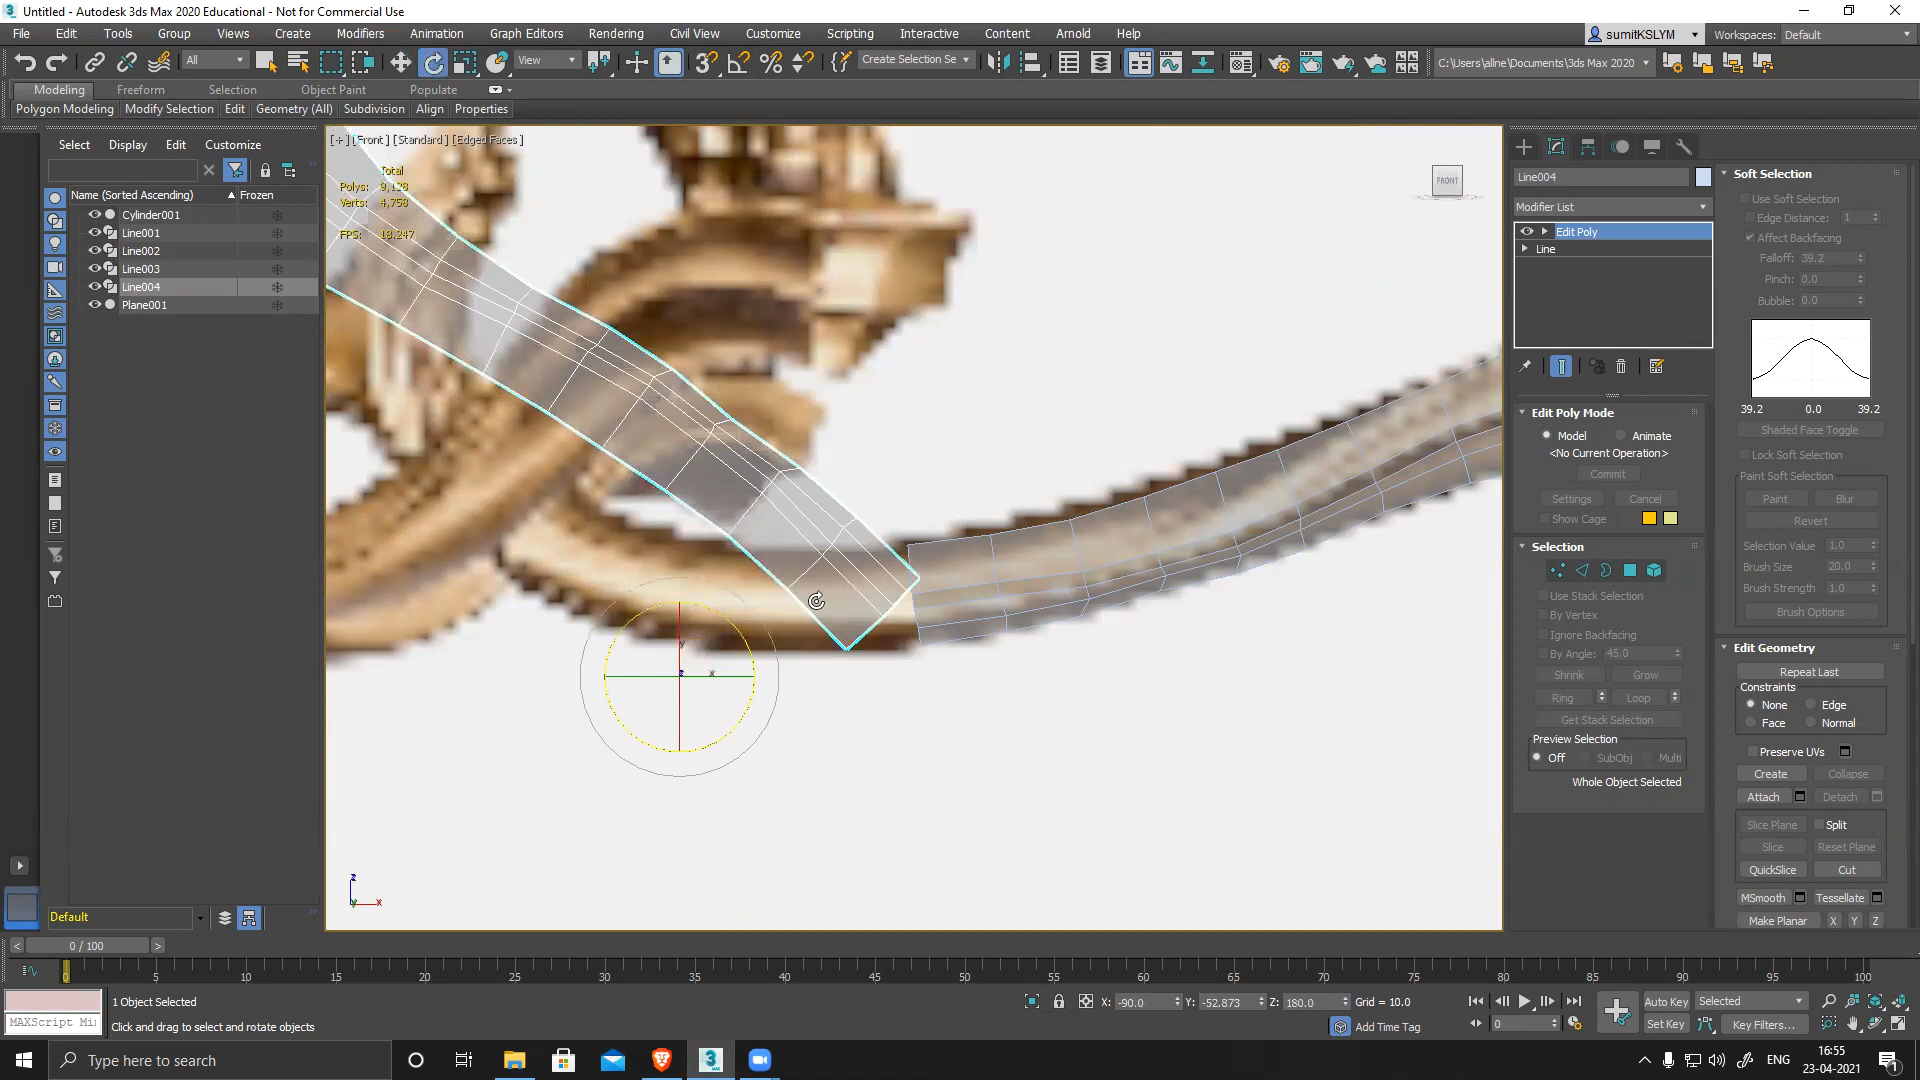 Untitled - Autodesk 3ds Max 2020 Educational - Not for Commercial Use
File Edit Tools Group Views Create Modifiers Animation Graph Editors Rendering Civil View Customize Scripting Interactive Content Arnold Help
sumitKSLYM
Workspaces: Default
All
View
Create Selection Se
C:\Users\allne\Documents\3ds Max 2020
Modeling Freeform Selection Object Paint Populate
Polygon Modeling Modify Selection Edit Geometry (All) Subdivision Align Properties
Select Display Edit Customize
Name (Sorted Ascending) Frozen
Cylinder001
Line001
Line002
Line003
Line004
Plane001
Default
[+] [Front] [Standard] [Edged Faces]
Total
Polys: 9,128
Verts: 4,758
FPS: 18.247
FRONT
x
y
z
z
x
y
Line004
Modifier List
Edit Poly
Line
Edit Poly Mode
Model Animate
<No Current Operation>
Commit
Settings Cancel
Show Cage
Selection
Use Stack Selection
By Vertex
Ignore Backfacing
By Angle: 45.0
Shrink Grow
Ring Loop
Get Stack Selection
Preview Selection
Off SubObj Multi
Whole Object Selected
Soft Selection
Use Soft Selection
Edge Distance: 1
Affect Backfacing
Falloff: 39.2
Pinch: 0.0
Bubble: 0.0
39.2 0.0 39.2
Shaded Face Toggle
Lock Soft Selection
Paint Soft Selection
Paint Blur
Revert
Selection Value 1.0
Brush Size 20.0
Brush Strength 1.0
Brush Options
Edit Geometry
Repeat Last
Constraints
None Edge
Face Normal
Preserve UVs
Create Collapse
Attach Detach
Slice Plane Split
Slice Reset Plane
QuickSlice Cut
MSmooth Tessellate
Make Planar X Y Z
< 0 / 100 >
0 5 10 15 20 25 30 35 40 45 50 55 60 65 70 75 80 85 90 95 100
1 Object Selected
MAXScript Mi
Click and drag to select and rotate objects
X: -90.0 Y: -52.873 Z: 180.0 Grid = 10.0
Add Time Tag
0
Auto Key Selected
Set Key Key Filters...
Type here to search
3
ENG
16:55
23-04-2021
1